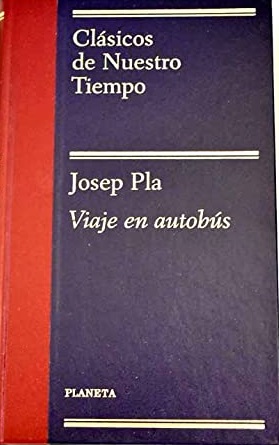 Clásicos
de Nuestro
Tiempo
Josep Pla
Viaje en autobús
PLANETA